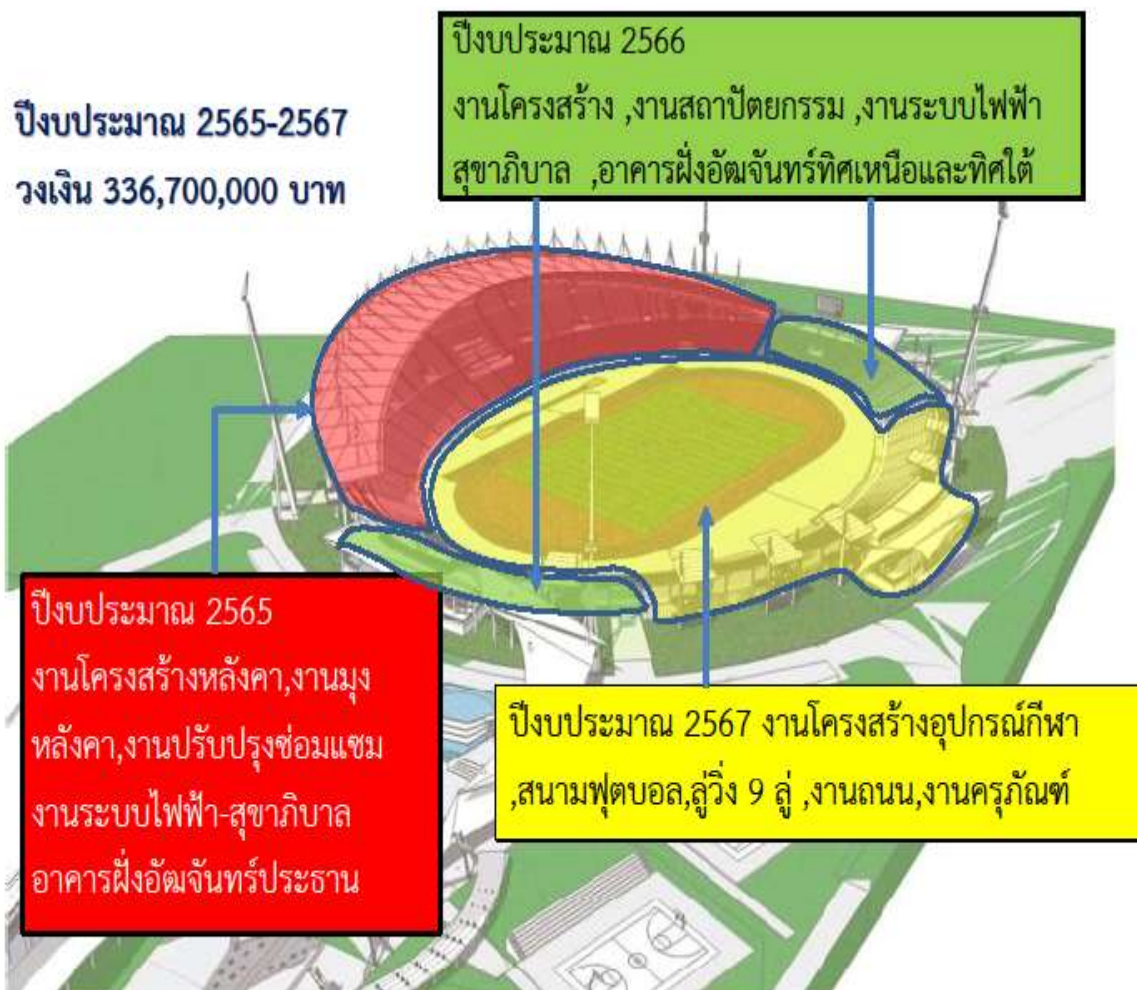 ปีงบประมาณ 2565-2567
วงเงิน 336,700,000 บาท
ปีงบประมาณ 2566
งานโครงสร้าง ,งานสถาปัตยกรรม ,งานระบบไฟฟ้า
สุขาภิบาล ,อาคารฝั่งอัฒจันทร์ทิศเหนือและทิศใต้
ปีงบประมาณ 2565
งานโครงสร้างหลังคา,งานมุง
หลังคา,งานปรับปรุงซ่อมแซม
งานระบบไฟฟ้า-สุขาภิบาล
อาคารฝั่งอัฒจันทร์ประธาน
ปีงบประมาณ 2567 งานโครงสร้างอุปกรณ์กีฬา
,สนามฟุตบอล,ลู่วิ่ง 9 ลู่ ,งานถนน,งานครุภัณฑ์